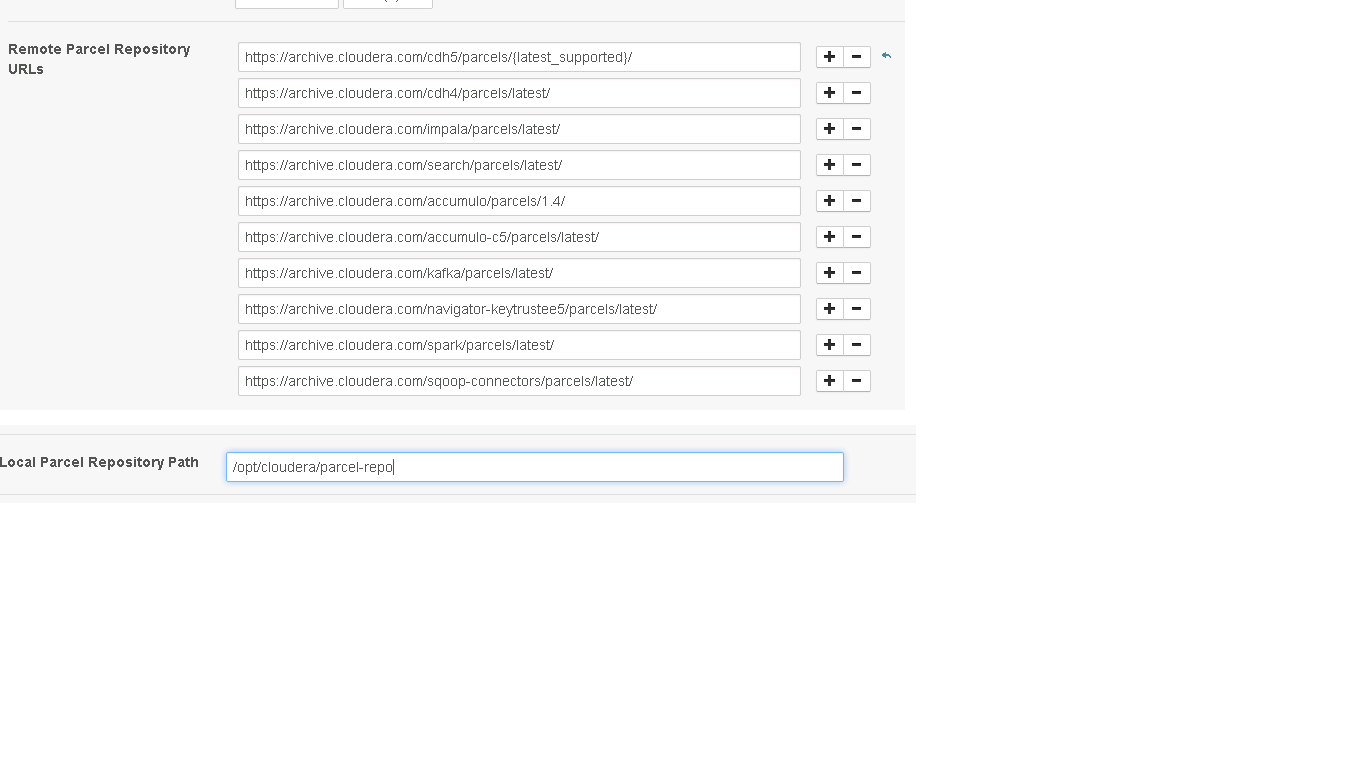 Remote Parcel Repository
URLs
https://archive.cloudera.com/cdh5/parcels/{latest_supported}/
https://archive.cloudera.com/cdh4/parcels/latest/
https://archive.cloudera.com/impala/parcels/latest/
https://archive.cloudera.com/search/parcels/latest/
https://archive.cloudera.com/accumulo/parcels/1.4/
https://archive.cloudera.com/accumulo-c5/parcels/latest/
https://archive.cloudera.com/kafka/parcels/latest/
https://archive.cloudera.com/navigator-keytrustee5/parcels/latest/
https://archive.cloudera.com/spark/parcels/latest/
https://archive.cloudera.com/sqoop-connectors/parcels/latest/
Local Parcel Repository Path
/opt/cloudera/parcel-repo